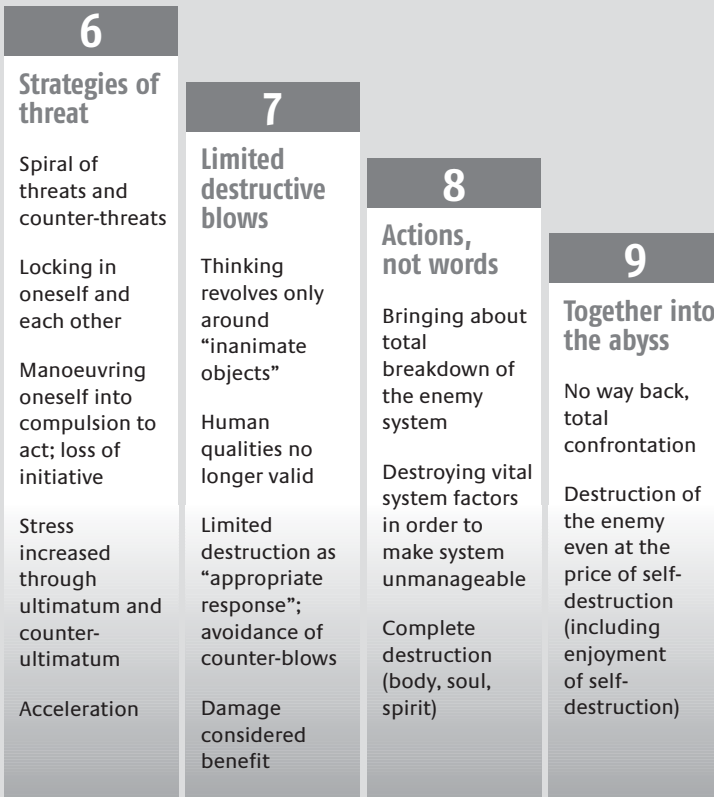 6
Strategies of
threat
Spiral of
threats and
counter-threats
Locking in
oneself and
each other
Manoeuvring
oneself into
compulsion to
act; loss of
initiative
Stress
increased
through
ultimatum and
counter-
ultimatum
Acceleration
7
Limited
destructive
blows
Thinking
revolves only
around
“inanimate
objects”
Human
qualities no
longer valid
Limited
destruction as
“appropriate
response”;
avoidance of
counter-blows
Damage
considered
benefit
8
Actions,
not words
Bringing about
total
breakdown of
the enemy
system
Destroying vital
system factors
in order to
make system
unmanageable
Complete
destruction
(body, soul,
spirit)
9
Together into
the abyss
No way back,
total
confrontation
Destruction of
the enemy
even at the
price of self-
destruction
(including
enjoyment
of self-
destruction)